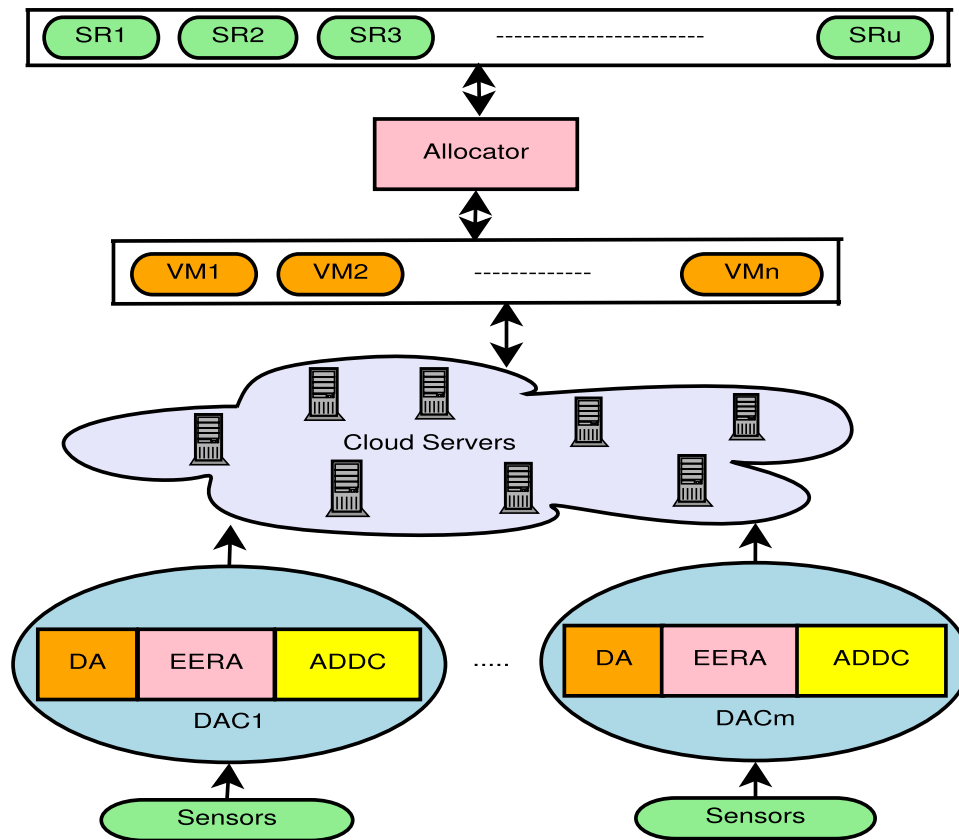 SR1 SR2 SR3 ----------------------- SRu
Allocator
VM1 VM2 ------------- VMn
Cloud Servers
DA EERA ADDC ..... DA EERA ADDC
DAC1 DACm
Sensors Sensors